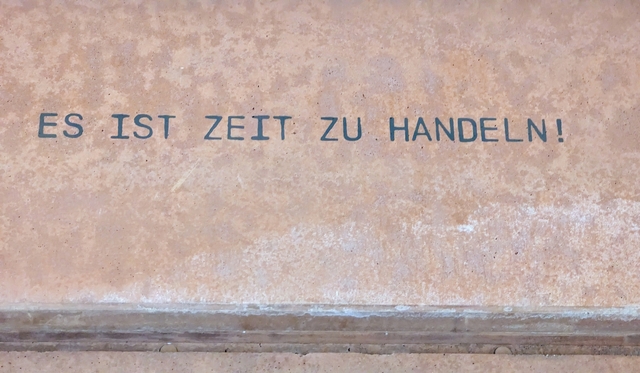 ES IST ZEIT ZU HANDELN!